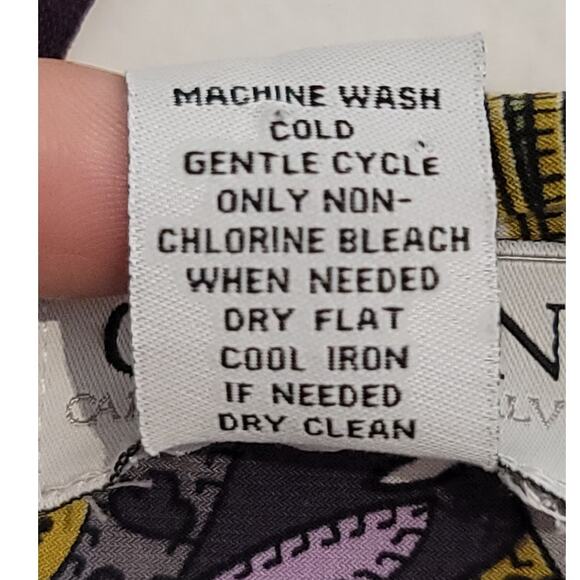 MACHINE WASH
COLD
GENTLE CYCLE
ONLY NON-
CHLORINE BLEACH
WHEN NEEDED
DRY FLAT
COOL IRON
IF NEEDED
DRY CLEAN